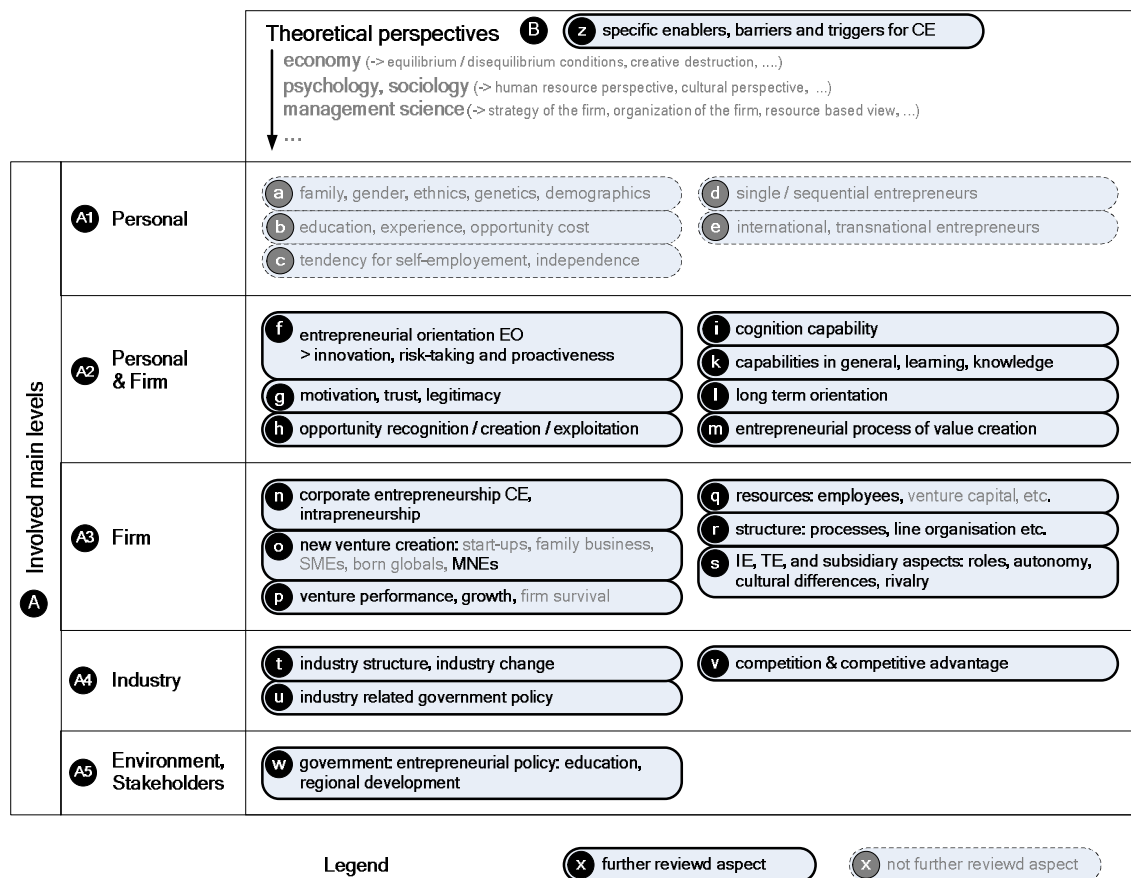 Theoretical perspectives B z specific enablers, barriers and triggers for CE
economy (-> equilibrium / disequilibrium conditions, creative destruction, ....)
psychology, sociology (-> human resource perspective, cultural perspective, ...)
management science (-> strategy of the firm, organization of the firm, resource based view, ...)
...
A Involved main levels
A1 Personal
a family, gender, ethnics, genetics, demographics
b education, experience, opportunity cost
c tendency for self-employement, independence
d single / sequential entrepreneurs
e international, transnational entrepreneurs
A2 Personal
& Firm
f entrepreneurial orientation EO
> innovation, risk-taking and proactiveness
g motivation, trust, legitimacy
h opportunity recognition / creation / exploitation
i cognition capability
k capabilities in general, learning, knowledge
l long term orientation
m entrepreneurial process of value creation
A3 Firm
n corporate entrepreneurship CE,
intrapreneurship
o new venture creation: start-ups, family business,
SMEs, born globals, MNEs
p venture performance, growth, firm survival
q resources: employees, venture capital, etc.
r structure: processes, line organisation etc.
s IE, TE, and subsidiary aspects: roles, autonomy,
cultural differences, rivalry
A4 Industry
t industry structure, industry change
u industry related government policy
v competition & competitive advantage
A5 Environment,
Stakeholders
w government: entrepreneurial policy: education,
regional development
Legend x further reviewd aspect x not further reviewd aspect